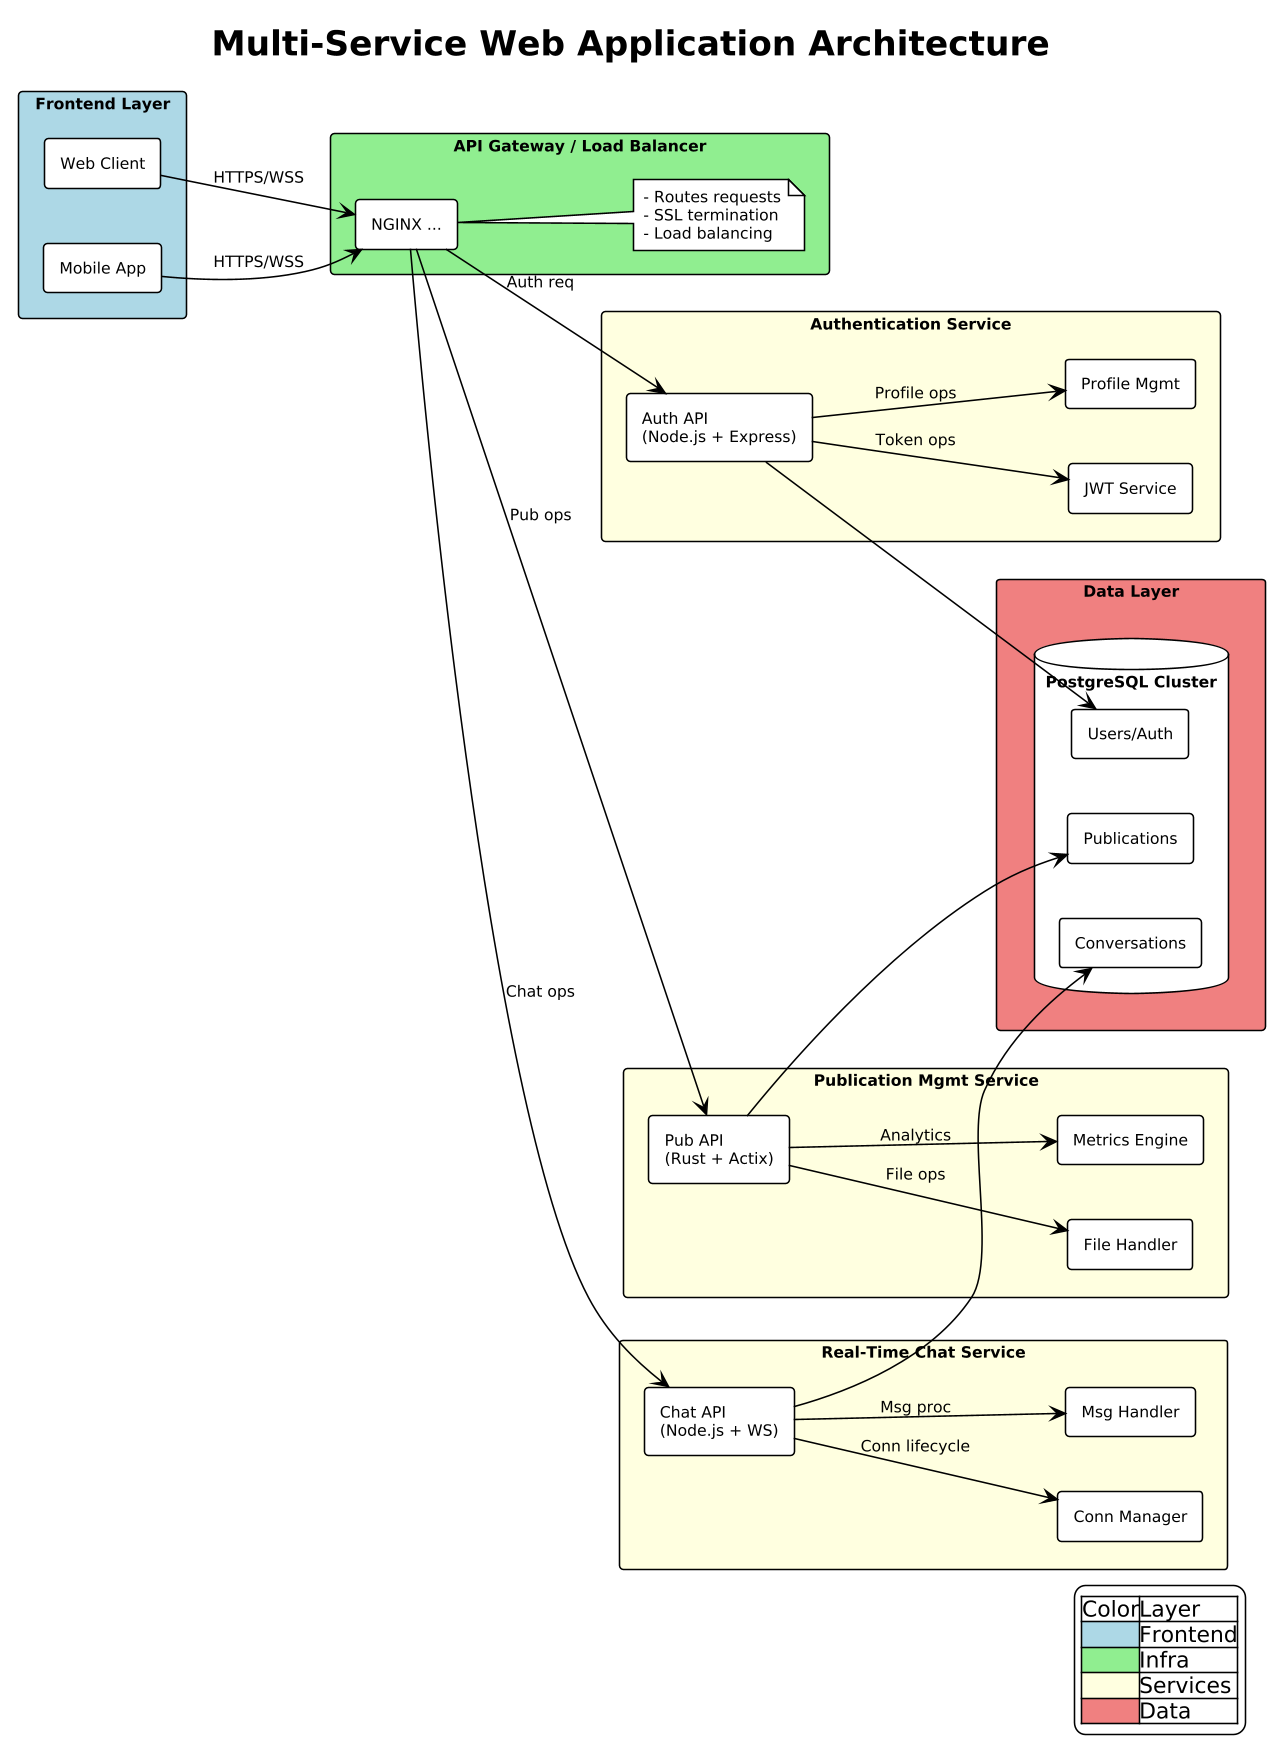 Multi-Service Web Application Architecture
Frontend Layer
Web Client
Mobile App
HTTPS/WSS
HTTPS/WSS
API Gateway / Load Balancer
NGINX ...
- Routes requests
- SSL termination
- Load balancing
Auth req
Pub ops
Chat ops
Authentication Service
Auth API
(Node.js + Express)
Profile ops
Token ops
Profile Mgmt
JWT Service
Data Layer
PostgreSQL Cluster
Users/Auth
Publications
Conversations
Publication Mgmt Service
Pub API
(Rust + Actix)
Analytics
File ops
Metrics Engine
File Handler
Real-Time Chat Service
Chat API
(Node.js + WS)
Msg proc
Conn lifecycle
Msg Handler
Conn Manager
Color Layer
Frontend
Infra
Services
Data